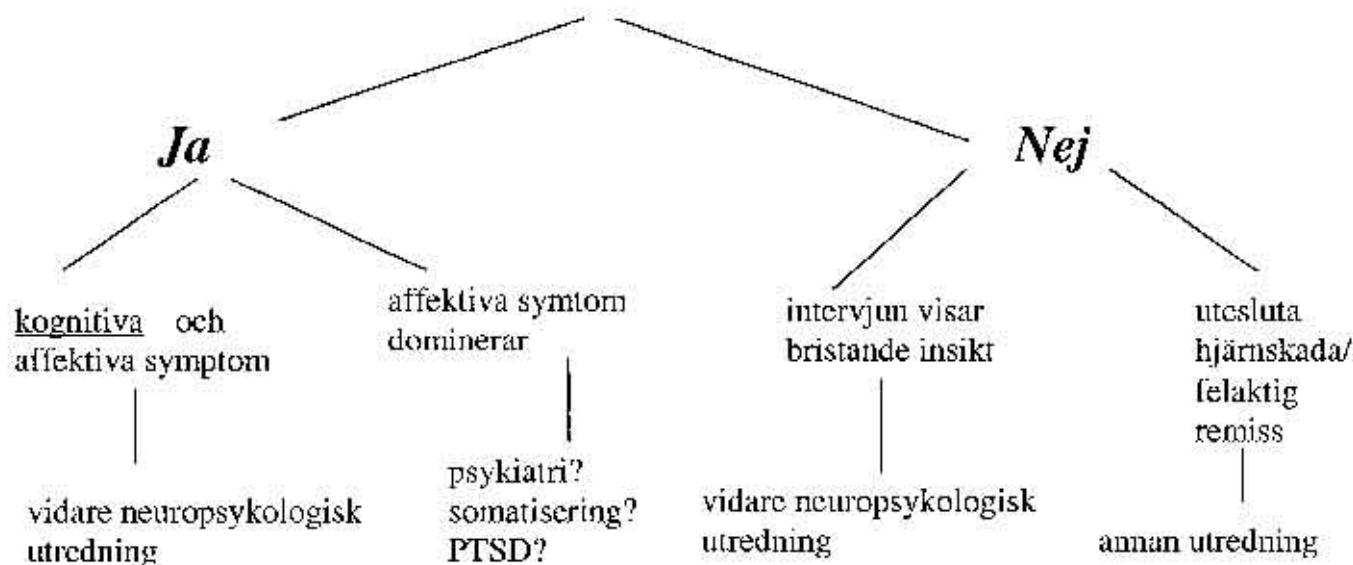 Ja
Nej
kognitiva och
affektiva symptom
affektiva symtom
dominerar
intervjun visar
bristande insikt
utesluta
hjärnskada/
felaktig
remiss
vidare neuropsykologisk
utredning
psykiatri?
somatisering?
PTSD?
vidare neuropsykologisk
utredning
annan utredning